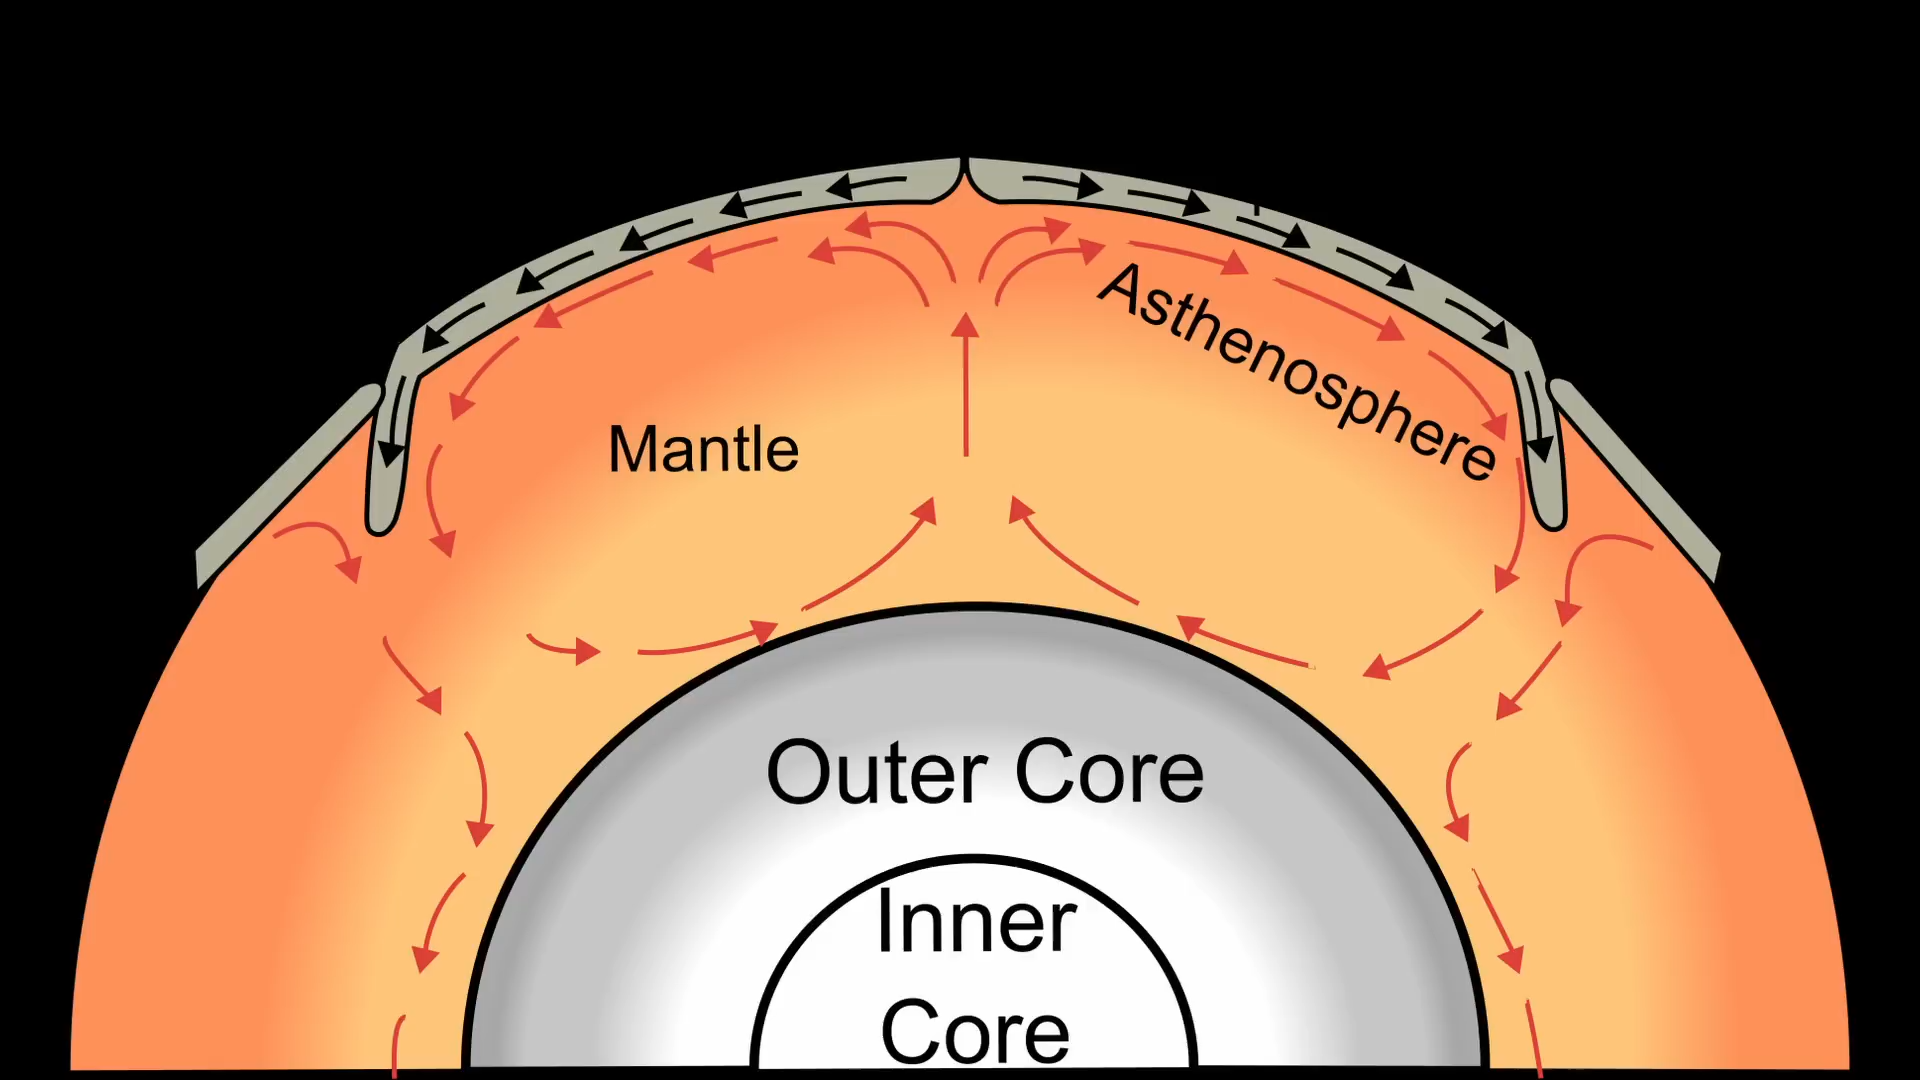 Asthenosphere
Mantle
Outer Core
Inner
Core